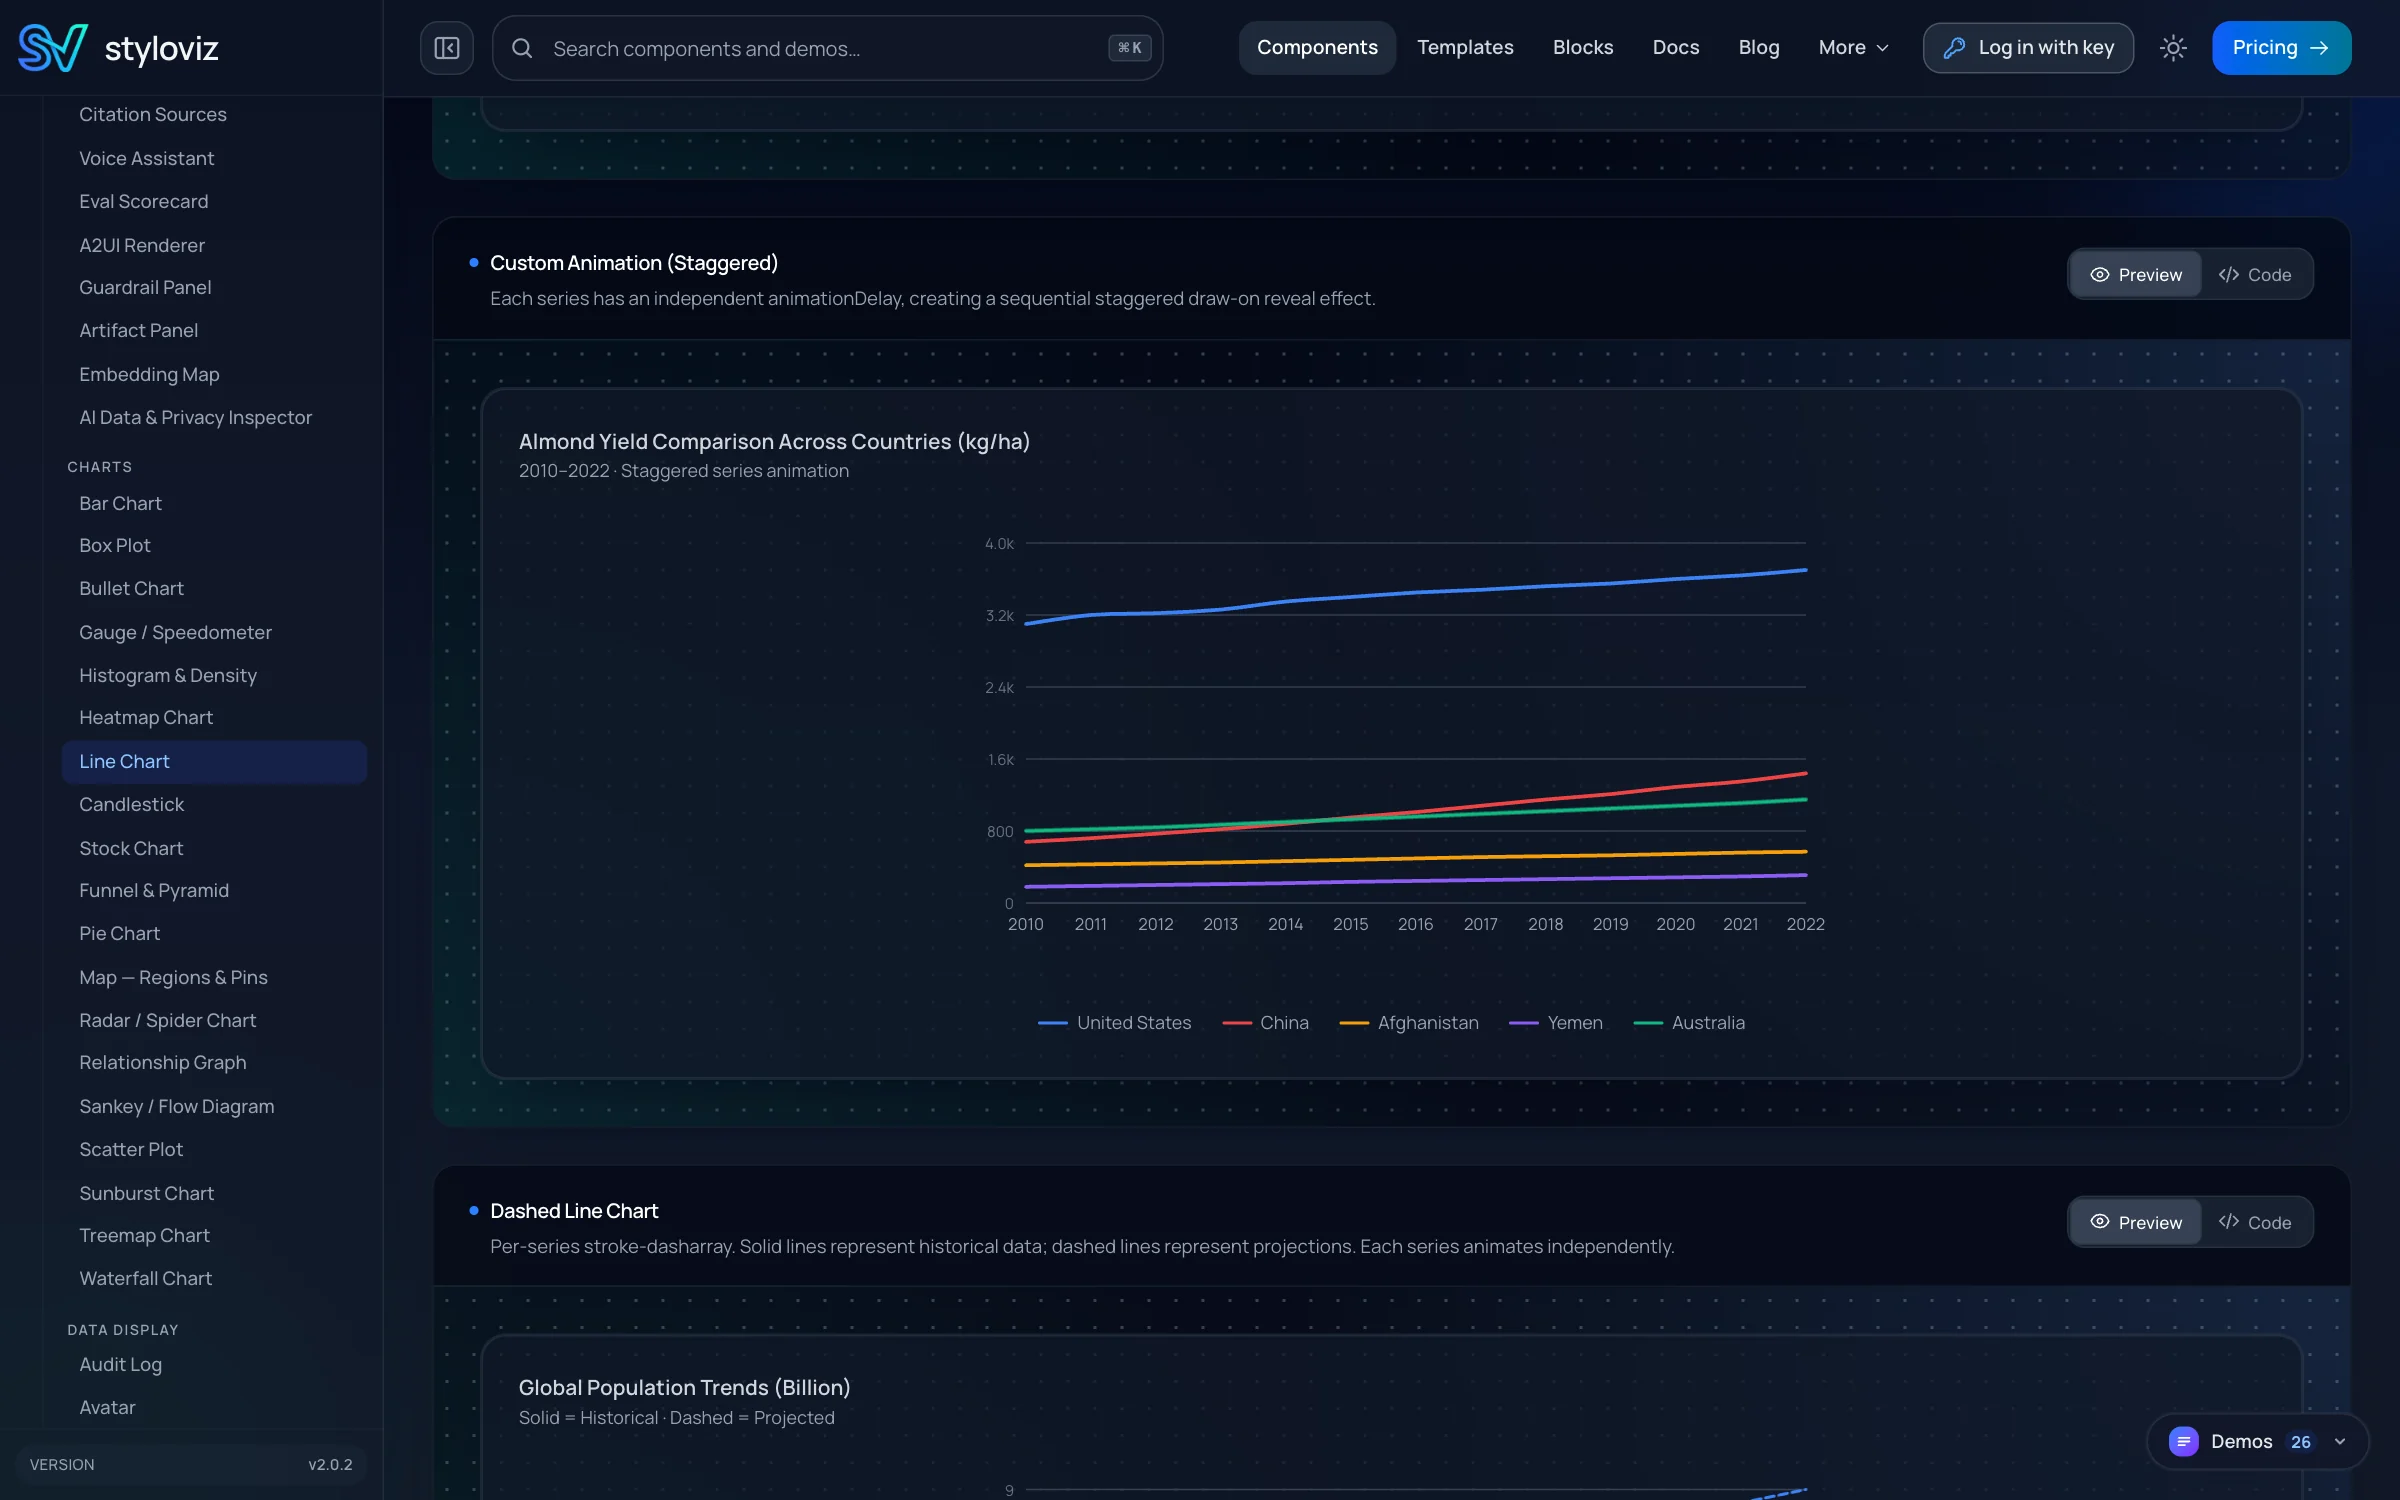 styloviz
Search components and demos...
⌘K
Components
Templates
Blocks
Docs
Blog
More
Log in with key
Pricing →
Citation Sources
Voice Assistant
Eval Scorecard
A2UI Renderer
Guardrail Panel
Artifact Panel
Embedding Map
AI Data & Privacy Inspector
CHARTS
Bar Chart
Box Plot
Bullet Chart
Gauge / Speedometer
Histogram & Density
Heatmap Chart
Line Chart
Candlestick
Stock Chart
Funnel & Pyramid
Pie Chart
Map — Regions & Pins
Radar / Spider Chart
Relationship Graph
Sankey / Flow Diagram
Scatter Plot
Sunburst Chart
Treemap Chart
Waterfall Chart
DATA DISPLAY
Audit Log
Avatar
VERSION v2.0.2
Custom Animation (Staggered)
Each series has an independent animationDelay, creating a sequential staggered draw-on reveal effect.
Preview
</> Code
Almond Yield Comparison Across Countries (kg/ha)
2010–2022 · Staggered series animation
4.0k
3.2k
2.4k
1.6k
800
0
2010 2011 2012 2013 2014 2015 2016 2017 2018 2019 2020 2021 2022
United States China Afghanistan Yemen Australia
Dashed Line Chart
Per-series stroke-dasharray. Solid lines represent historical data; dashed lines represent projections. Each series animates independently.
Preview
</> Code
Global Population Trends (Billion)
Solid = Historical · Dashed = Projected
9
Demos 26